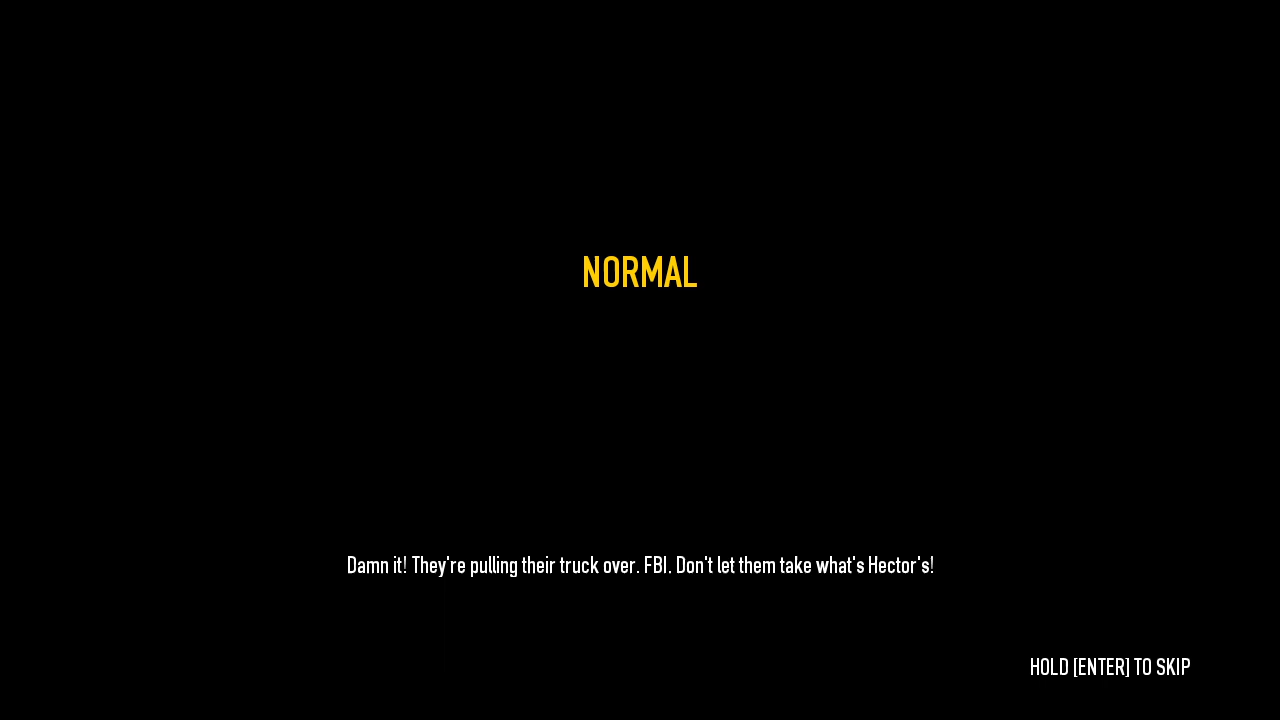 NORMAL
Damn it! They're pulling their truck over. FBI. Don't let them take what's Hector's!
HOLD [ENTER] TO SKIP